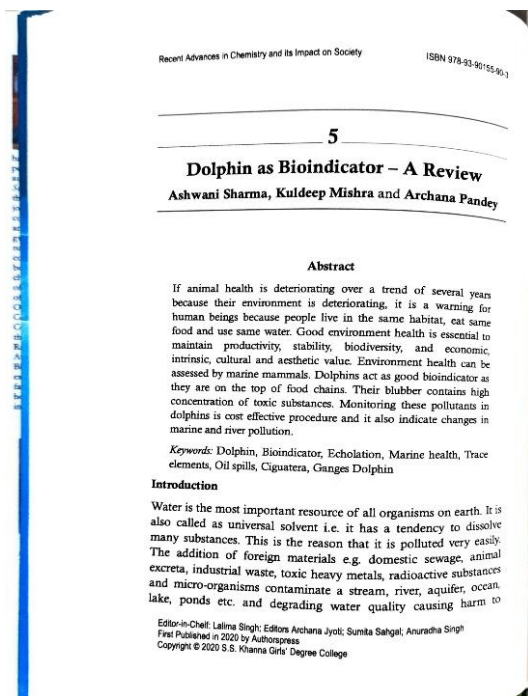 Recent Advances in Chemistry and its Impact on Society
ISBN 978-93-90155-90-3
5
Dolphin as Bioindicator – A Review
Ashwani Sharma, Kuldeep Mishra and Archana Pandey
Abstract
If animal health is deteriorating over a trend of several years
because their environment is deteriorating, it is a warning for
human beings because people live in the same habitat, eat same
food and use same water. Good environment health is essential to
maintain productivity, stability, biodiversity, and economic,
intrinsic, cultural and aesthetic value. Environment health can be
assessed by marine mammals. Dolphins act as good bioindicator as
they are on the top of food chains. Their blubber contains high
concentration of toxic substances. Monitoring these pollutants in
dolphins is cost effective procedure and it also indicate changes in
marine and river pollution.
Keywords: Dolphin, Bioindicator, Echolation, Marine health, Trace
elements, Oil spills, Ciguatera, Ganges Dolphin
Introduction
Water is the most important resource of all organisms on earth. It is
also called as universal solvent i.e. it has a tendency to dissolve
many substances. This is the reason that it is polluted very easily.
The addition of foreign materials e.g. domestic sewage, animal
excreta, industrial waste, toxic heavy metals, radioactive substances
and micro-organisms contaminate a stream, river, aquifer, ocean,
lake, ponds etc. and degrading water quality causing harm to
Editor-in-Cheif: Lalima Singh; Editors Archana Jyoti; Sumita Sahgal; Anuradha Singh
First Published in 2020 by Authorspress
Copyright © 2020 S.S. Khanna Girls' Degree College